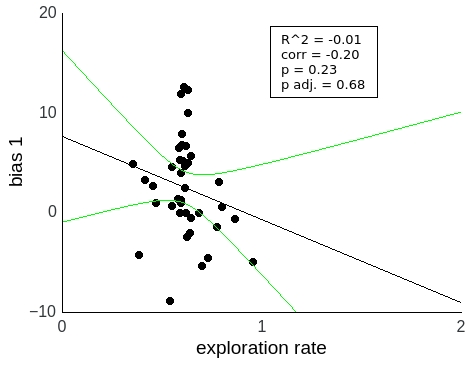 20
R^2 = -0.01
corr = -0.20
p = 0.23
p adj. = 0.68
10
bias 1
0
−10
0 1 2
exploration rate